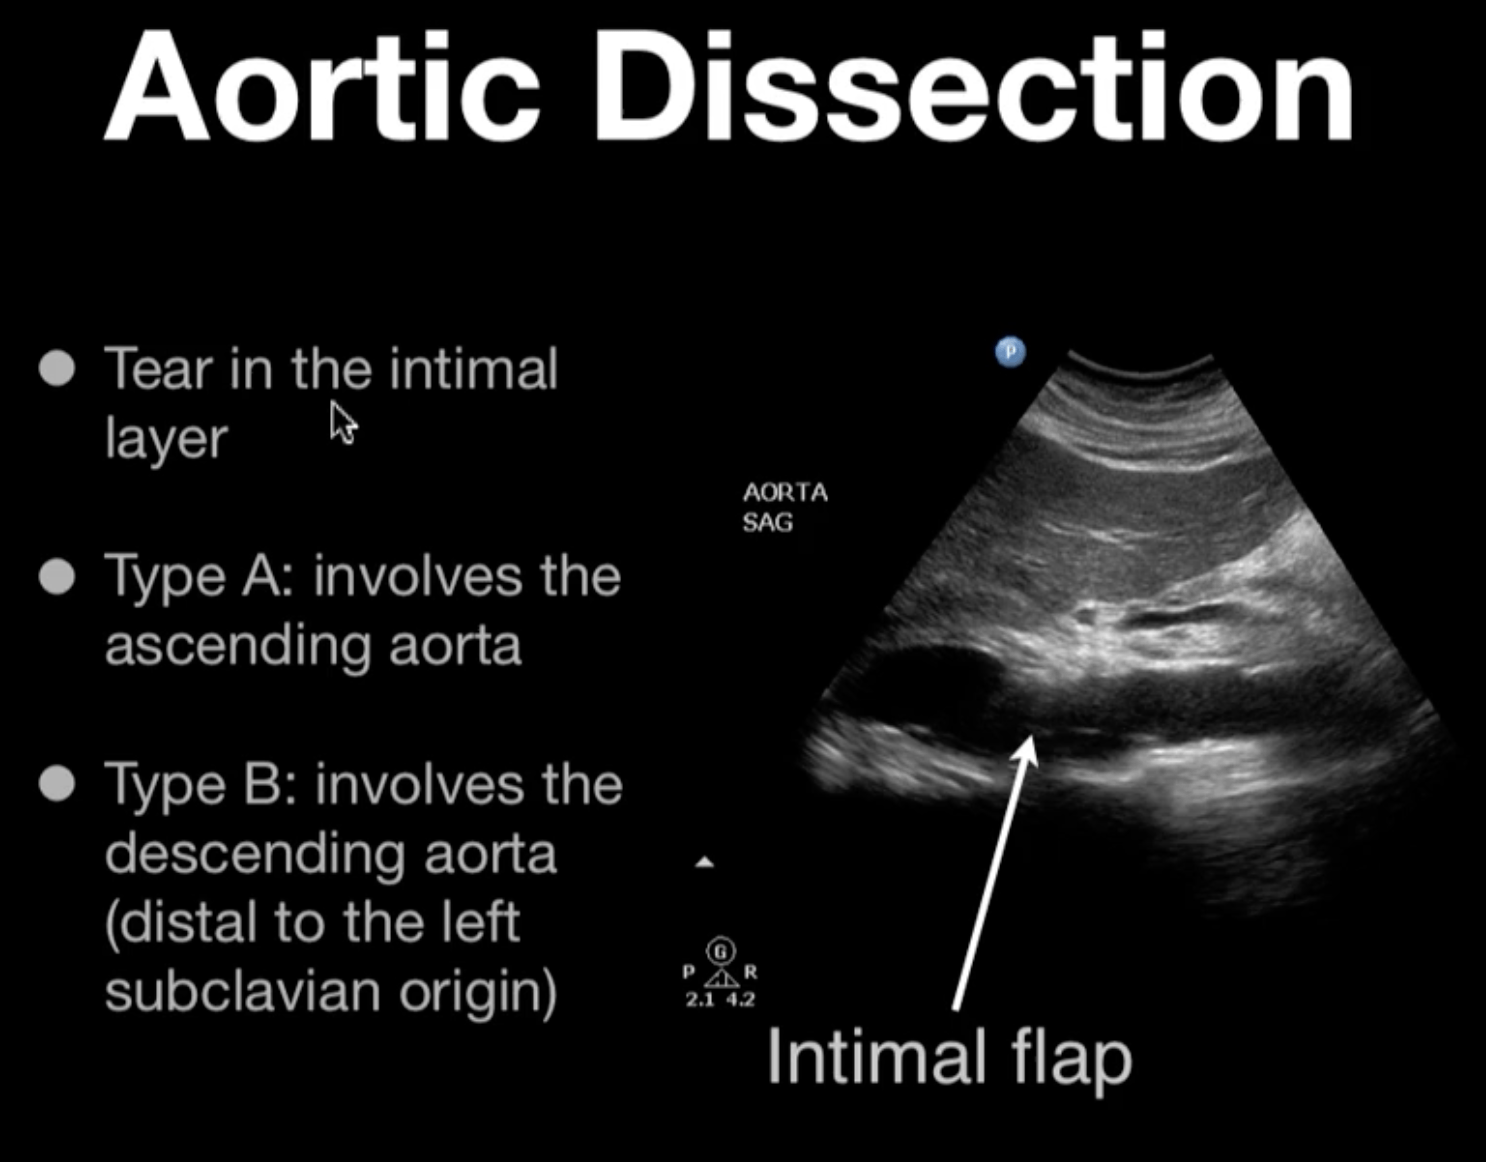 Aortic Dissection
Tear in the intimal
layer
Type A: involves the
ascending aorta
Type B: involves the
descending aorta
(distal to the left
subclavian origin)
P
AORTA
SAG
G
P R
2.1 4.2
Intimal flap